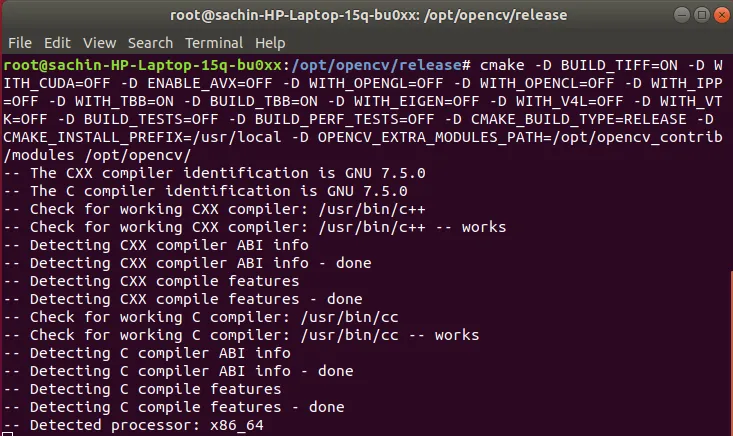 root@sachin-HP-Laptop-15q-bu0xx: /opt/opencv/release
File Edit View Search Terminal Help
root@sachin-HP-Laptop-15q-bu0xx:/opt/opencv/release# cmake -D BUILD_TIFF=ON -D W
ITH_CUDA=OFF -D ENABLE_AVX=OFF -D WITH_OPENGL=OFF -D WITH_OPENCL=OFF -D WITH_IPP
=OFF -D WITH_TBB=ON -D BUILD_TBB=ON -D WITH_EIGEN=OFF -D WITH_V4L=OFF -D WITH_VT
K=OFF -D BUILD_TESTS=OFF -D BUILD_PERF_TESTS=OFF -D CMAKE_BUILD_TYPE=RELEASE -D 
CMAKE_INSTALL_PREFIX=/usr/local -D OPENCV_EXTRA_MODULES_PATH=/opt/opencv_contrib
/modules /opt/opencv/
-- The CXX compiler identification is GNU 7.5.0
-- The C compiler identification is GNU 7.5.0
-- Check for working CXX compiler: /usr/bin/c++
-- Check for working CXX compiler: /usr/bin/c++ -- works
-- Detecting CXX compiler ABI info
-- Detecting CXX compiler ABI info - done
-- Detecting CXX compile features
-- Detecting CXX compile features - done
-- Check for working C compiler: /usr/bin/cc
-- Check for working C compiler: /usr/bin/cc -- works
-- Detecting C compiler ABI info
-- Detecting C compiler ABI info - done
-- Detecting C compile features
-- Detecting C compile features - done
-- Detected processor: x86_64